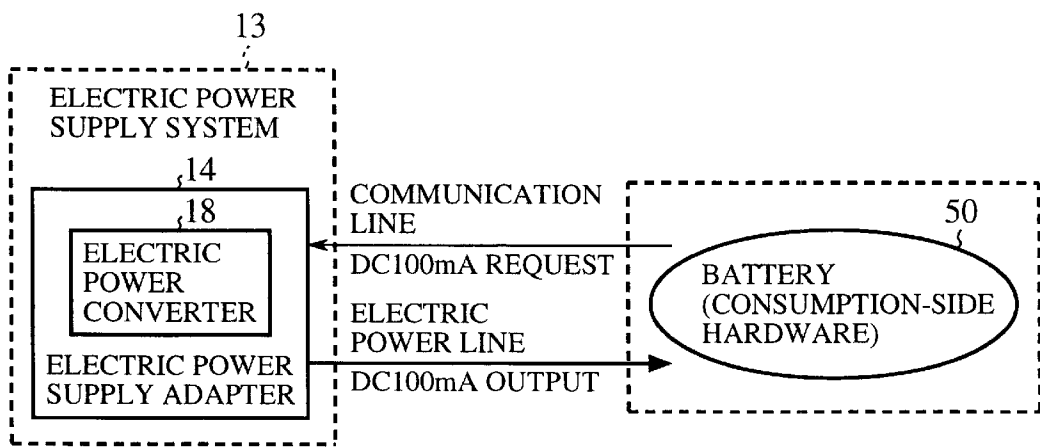 13
ELECTRIC POWER
SUPPLY SYSTEM
14
18
ELECTRIC
POWER
CONVERTER
ELECTRIC POWER
SUPPLY ADAPTER
COMMUNICATION
LINE
DC100mA REQUEST
ELECTRIC
POWER LINE
DC100mA OUTPUT
50
BATTERY
(CONSUMPTION-SIDE
HARDWARE)